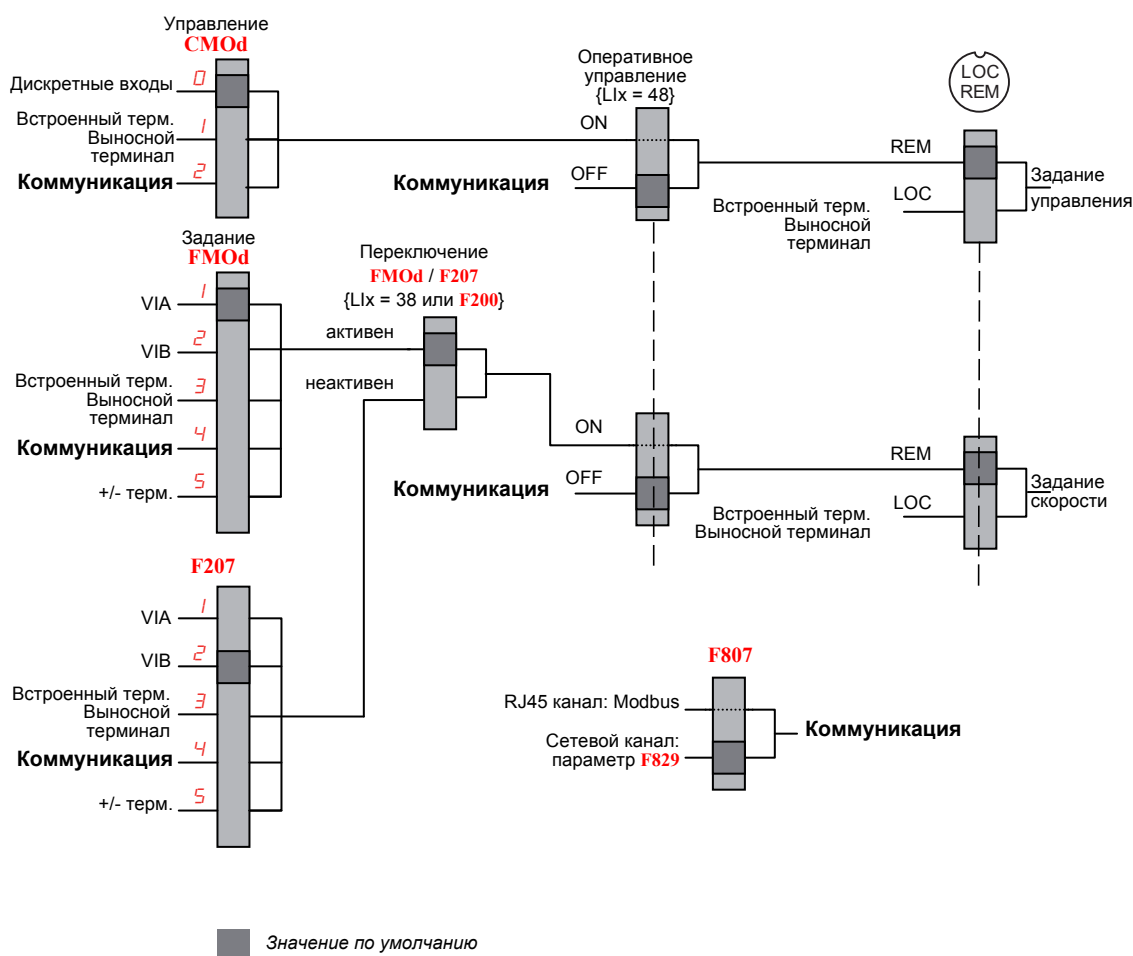 Управление
CMOd
Дискретные входы 0
Встроенный терм. 1
Выносной
терминал
Коммуникация 2
Оперативное
управление
{LIx = 48}
ON
Коммуникация OFF
LOC
REM
REM
LOC
Встроенный терм.
Выносной
терминал
Задание
управления
Задание
FMOd
VIA 1
VIB 2
Встроенный терм. 3
Выносной
терминал
Коммуникация 4
+/- терм. 5
Переключение
FMOd / F207
{LIx = 38 или F200}
активен
неактивен
ON
Коммуникация OFF
REM
LOC
Встроенный терм.
Выносной терминал
Задание
скорости
F207
VIA 1
VIB 2
Встроенный терм. 3
Выносной
терминал
Коммуникация 4
+/- терм. 5
F807
RJ45 канал: Modbus
Сетевой канал:
параметр F829
Коммуникация
Значение по умолчанию